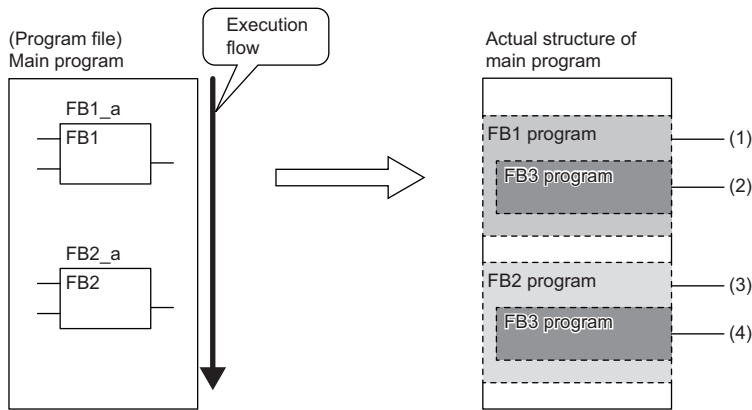 (Program file)
Main program
Execution
flow
FB1_a
FB1
FB2_a
FB2
Actual structure of
main program
FB1 program
(1)
FB3 program
(2)
FB2 program
(3)
FB3 program
(4)